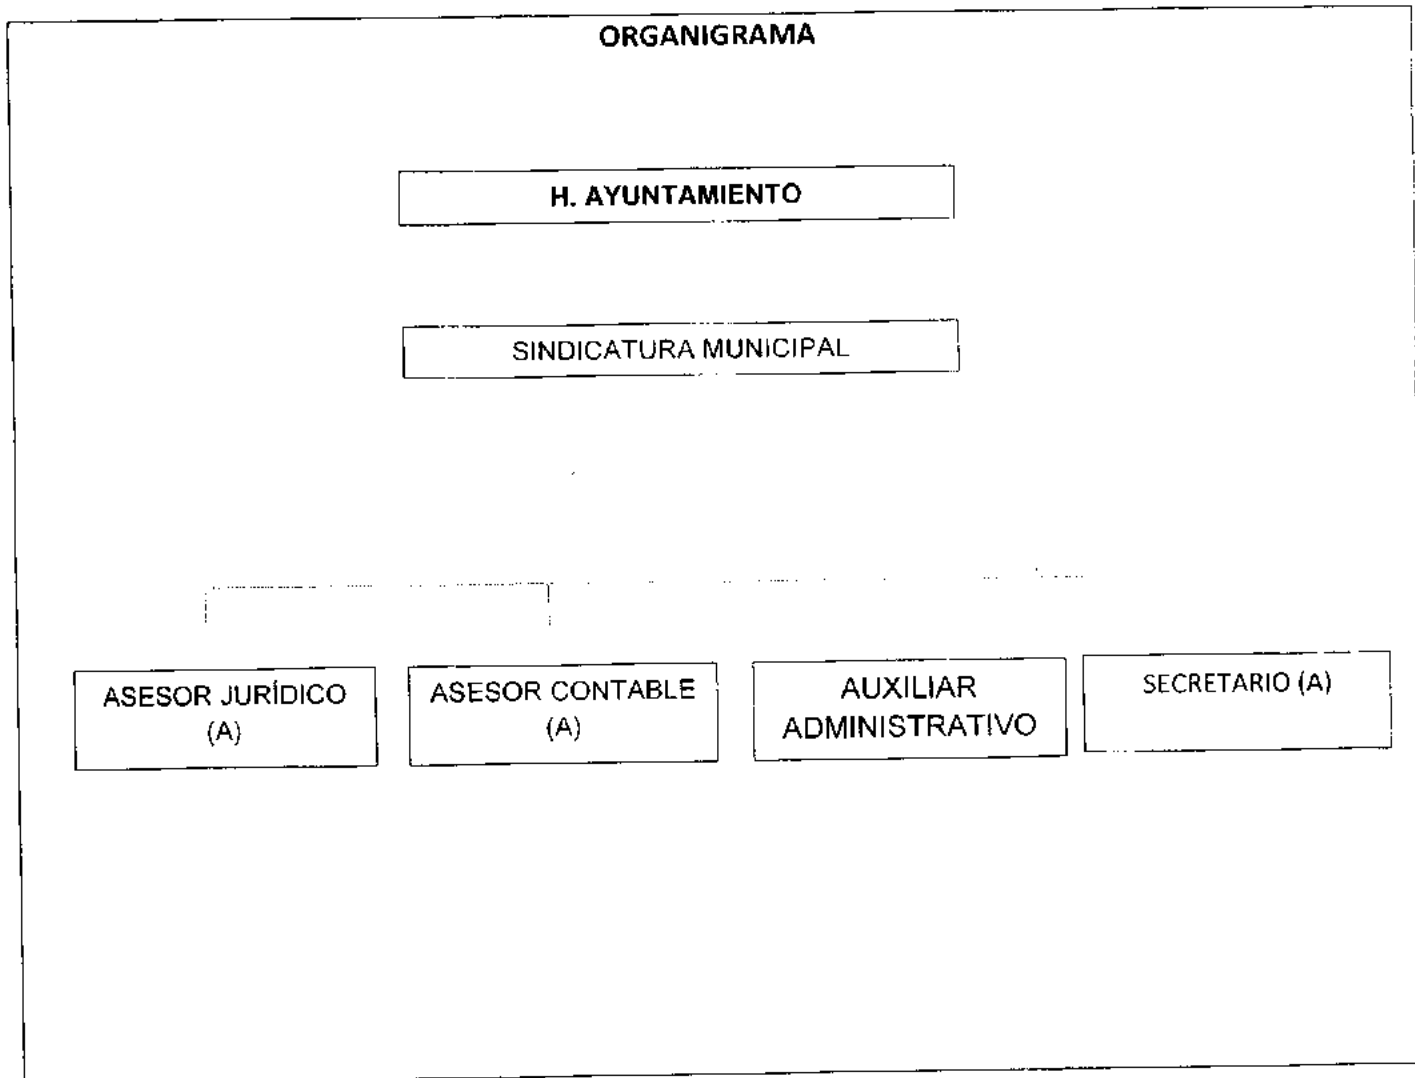 ORGANIGRAMA
H. AYUNTAMIENTO
SINDICATURA MUNICIPAL
ASESOR JURÍDICO
(A)
ASESOR CONTABLE
(A)
AUXILIAR
ADMINISTRATIVO
SECRETARIO (A)